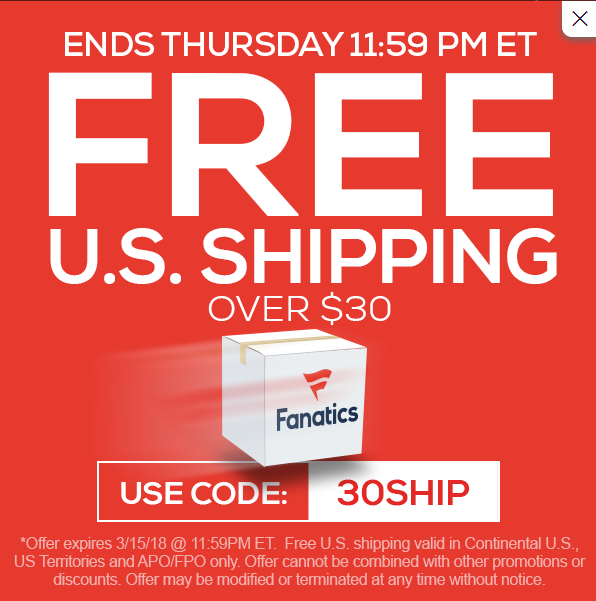 ENDS THURSDAY 11:59 PM ET
FREE
U.S. SHIPPING
OVER $30
Fanatics
USE CODE: 30SHIP
*Offer expires 3/15/18 @ 11:59PM ET. Free U.S. shipping valid in Continental U.S.,
US Territories and APO/FPO only. Offer cannot be combined with other promotions or
discounts. Offer may be modified or terminated at any time without notice.